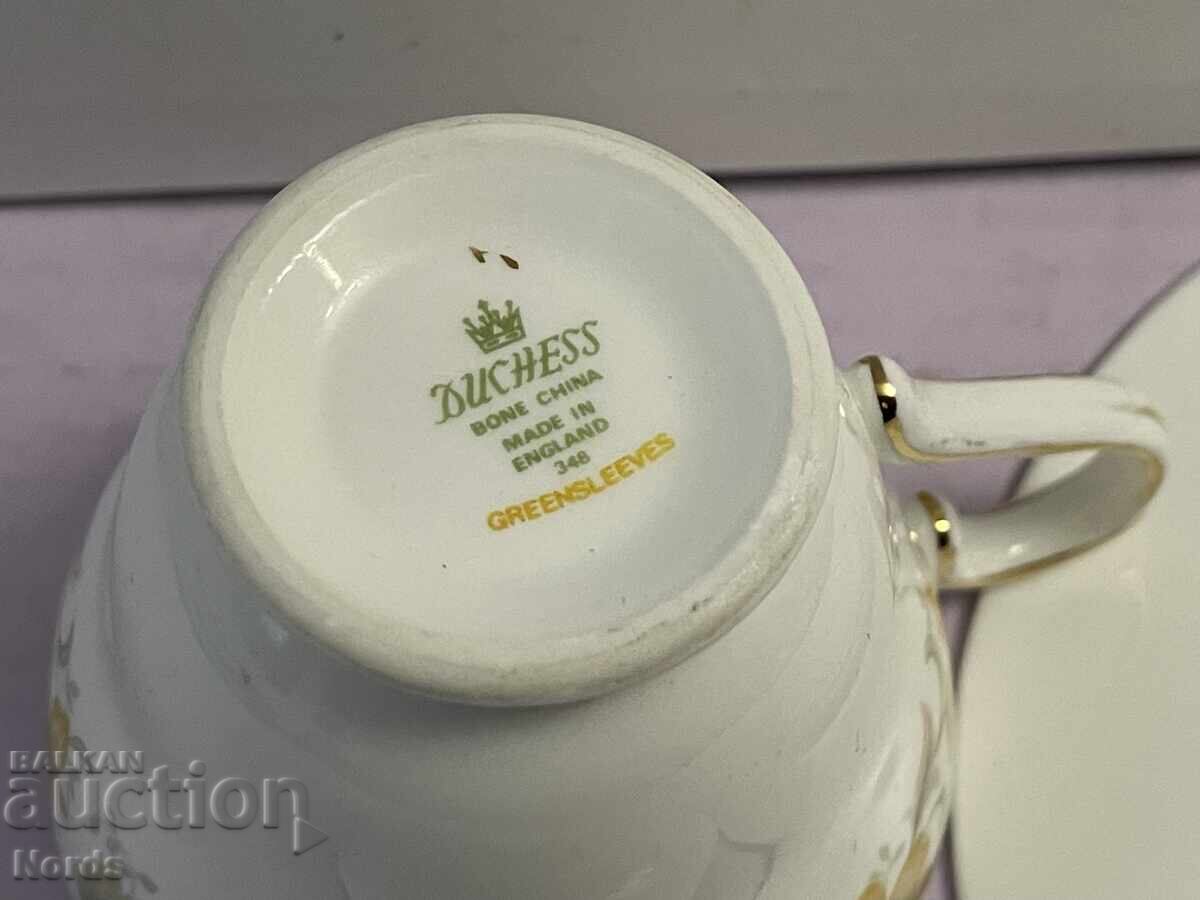 DUCHESS
BONE CHINA
MADE IN
ENGLAND
348
GREENSLEEVES
BALKAN
auction
Nords